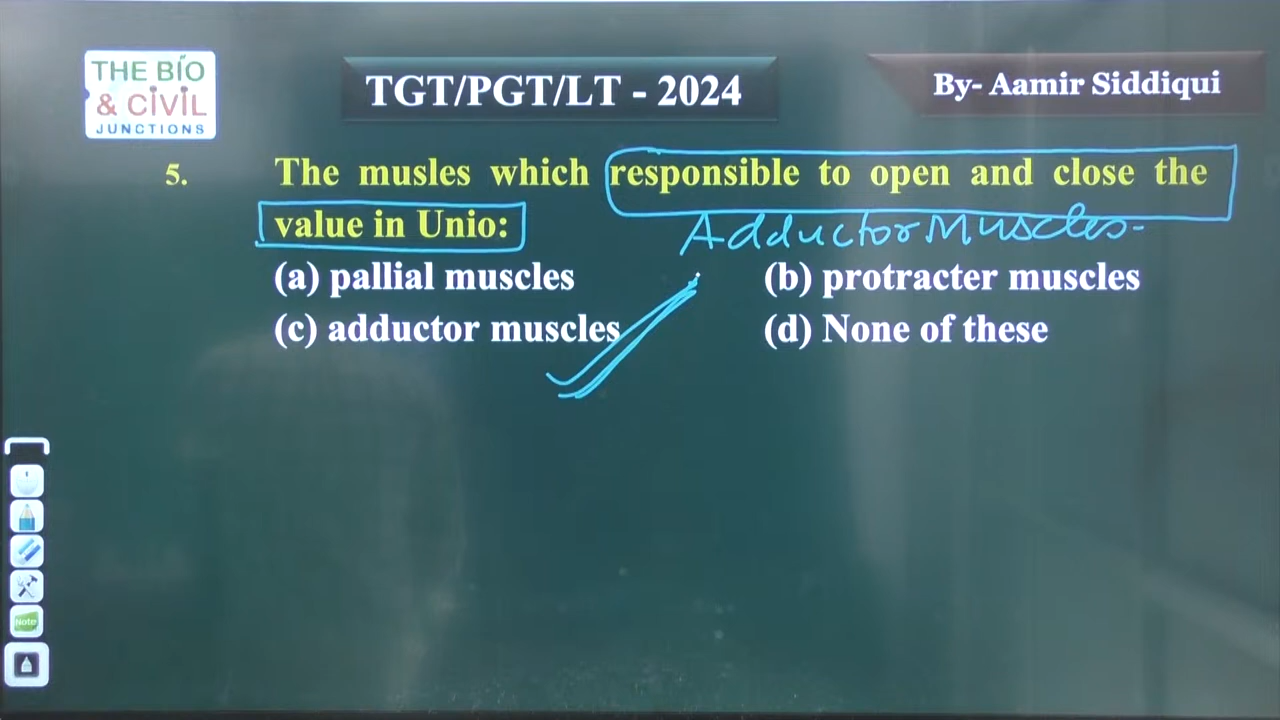 THE BIO
& CIVIL
JUNCTIONS
TGT/PGT/LT - 2024
By- Aamir Siddiqui
5. The musles which responsible to open and close the
value in Unio:
Adductor Muscles.
(a) pallial muscles (b) protracter muscles
(c) adductor muscles (d) None of these
Note